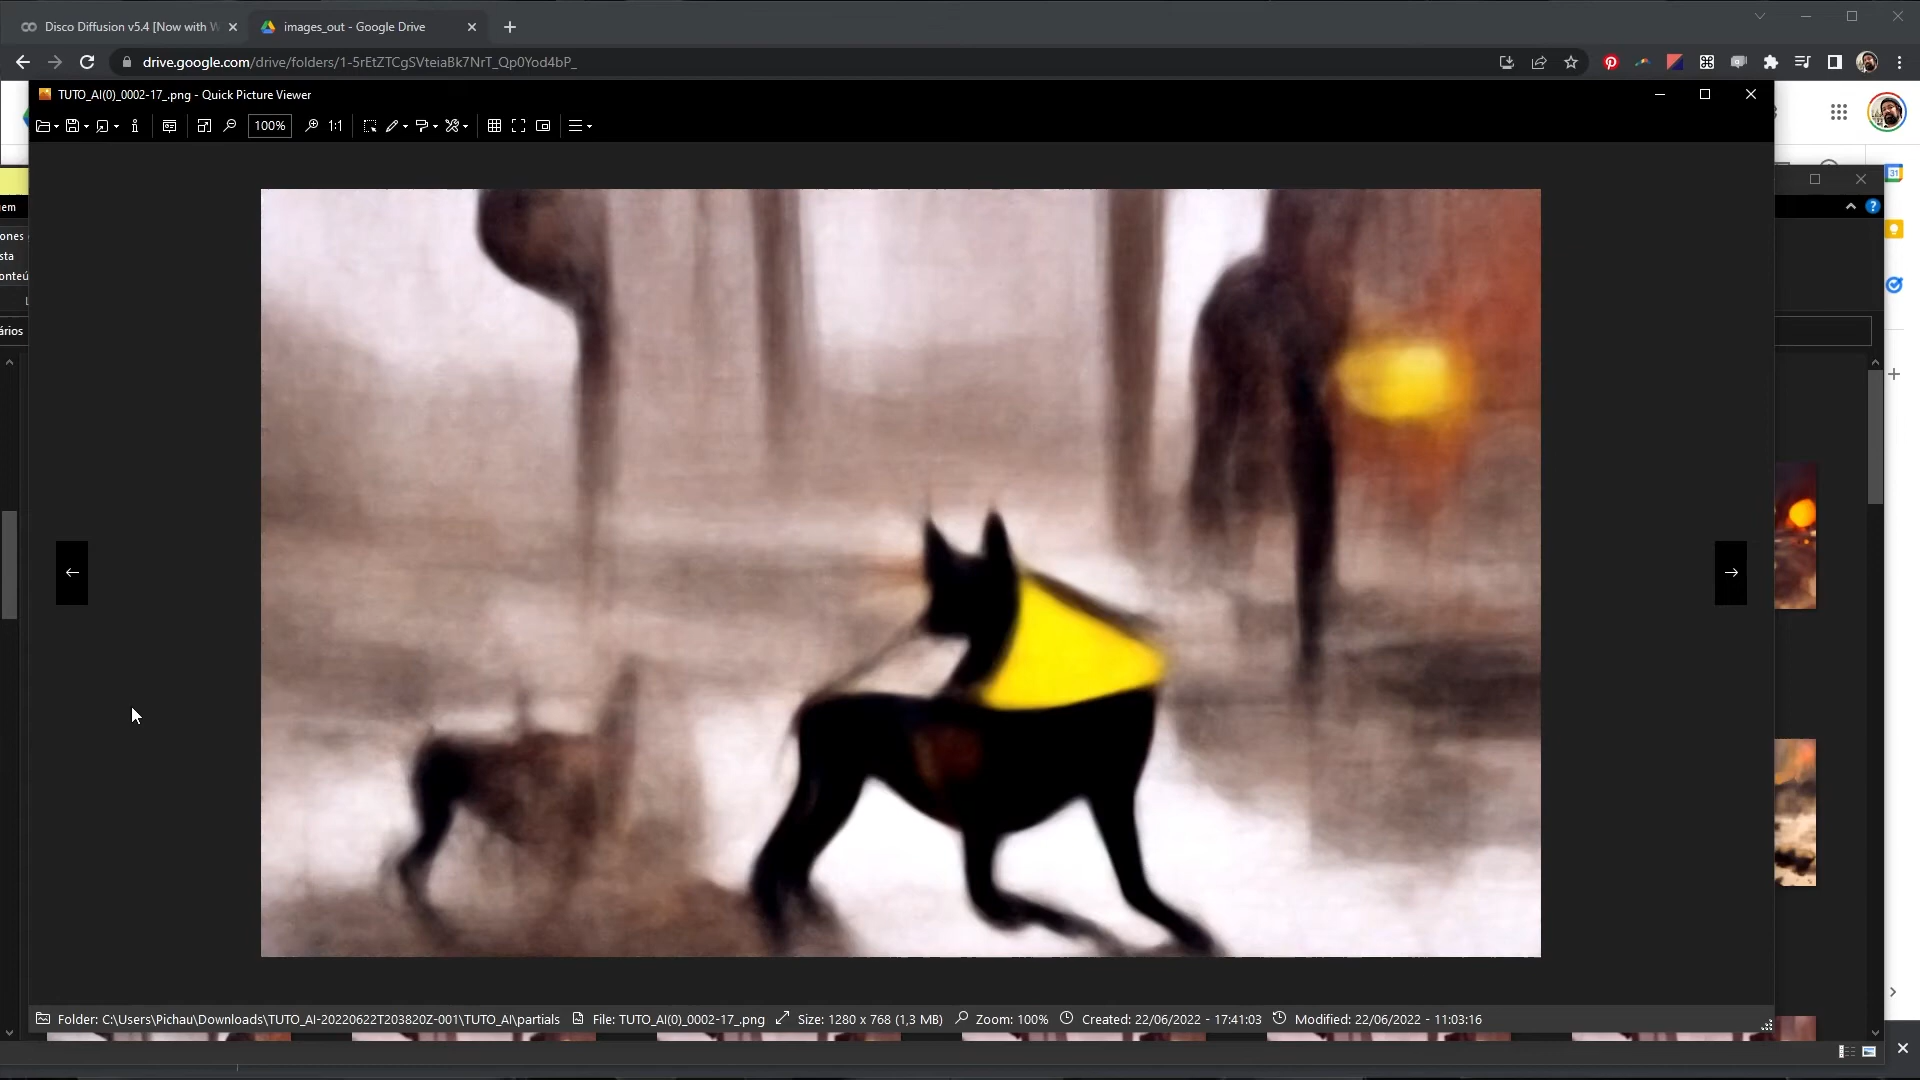 Disco Diffusion v5.4 [Now with
images_out - Google Drive
drive.google.com/drive/folders/1-5rEtZTCgSVteiaBk7NrT_Qp0Yod4bP_
TUTO_AI(0)_0002-17_.png - Quick Picture Viewer
100%
1:1
31
em
ones
sta
onteú
ários
Folder: C:\Users\Pichau\Downloads\TUTO_AI-20220622T203820Z-001\TUTO_AI\partials File: TUTO_AI(0)_0002-17_.png Size: 1280 x 768 (1,3 MB) Zoom: 100% Created: 22/06/2022 - 17:41:03 Modified: 22/06/2022 - 11:03:16